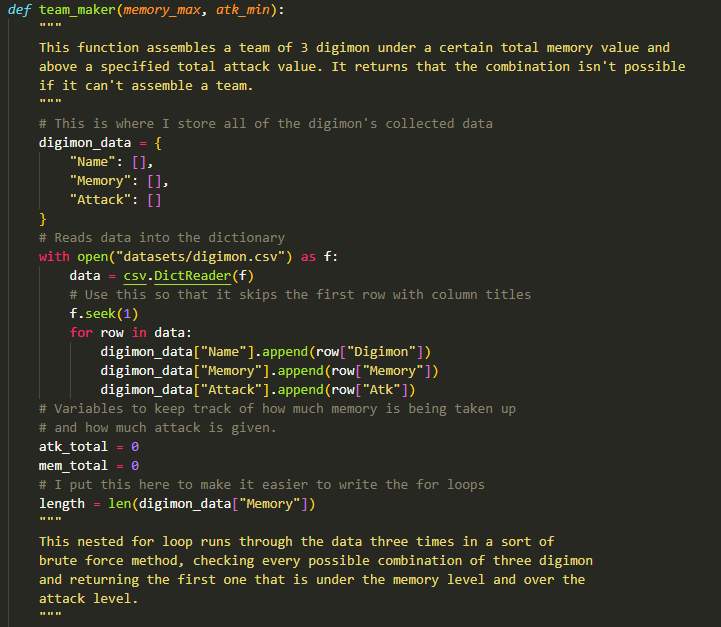 def team_maker(memory_max, atk_min):
"""
This function assembles a team of 3 digimon under a certain total memory value and
above a specified total attack value. It returns that the combination isn't possible
if it can't assemble a team.
"""
# This is where I store all of the digimon's collected data
digimon_data = {
"Name": [],
"Memory": [],
"Attack": []
}
# Reads data into the dictionary
with open("datasets/digimon.csv") as f:
data = csv.DictReader(f)
# Use this so that it skips the first row with column titles
f.seek(1)
for row in data:
digimon_data["Name"].append(row["Digimon"])
digimon_data["Memory"].append(row["Memory"])
digimon_data["Attack"].append(row["Atk"])
# Variables to keep track of how much memory is being taken up
# and how much attack is given.
atk_total = 0
mem_total = 0
# I put this here to make it easier to write the for loops
length = len(digimon_data["Memory"])
"""
This nested for loop runs through the data three times in a sort of
brute force method, checking every possible combination of three digimon
and returning the first one that is under the memory level and over the
attack level.
"""